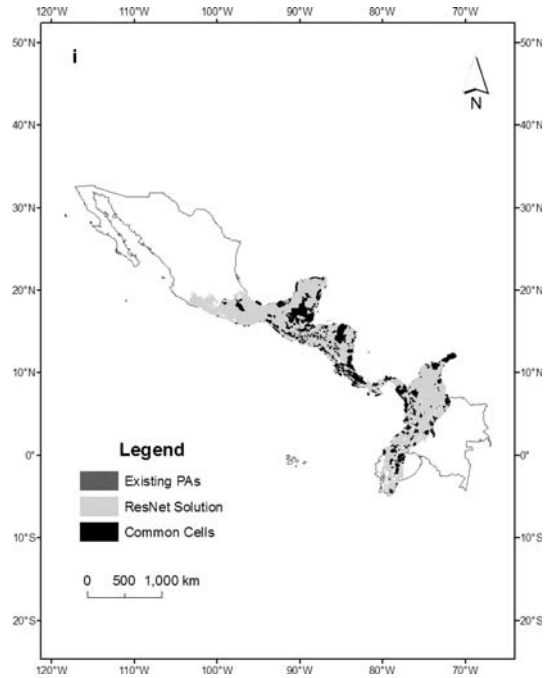 110°W 100°W 90°W 80°W 70°W
50°N 50°N
i
N
40°N 40°N
30°N 30°N
20°N 20°N
10°N 10°N
Legend
0° 0°
Existing PAs
ResNet Solution
10°S 10°S
Common Cells
0 500 1,000 km
20°S 20°S
120°W 110°W 100°W 90°W 80°W 70°W